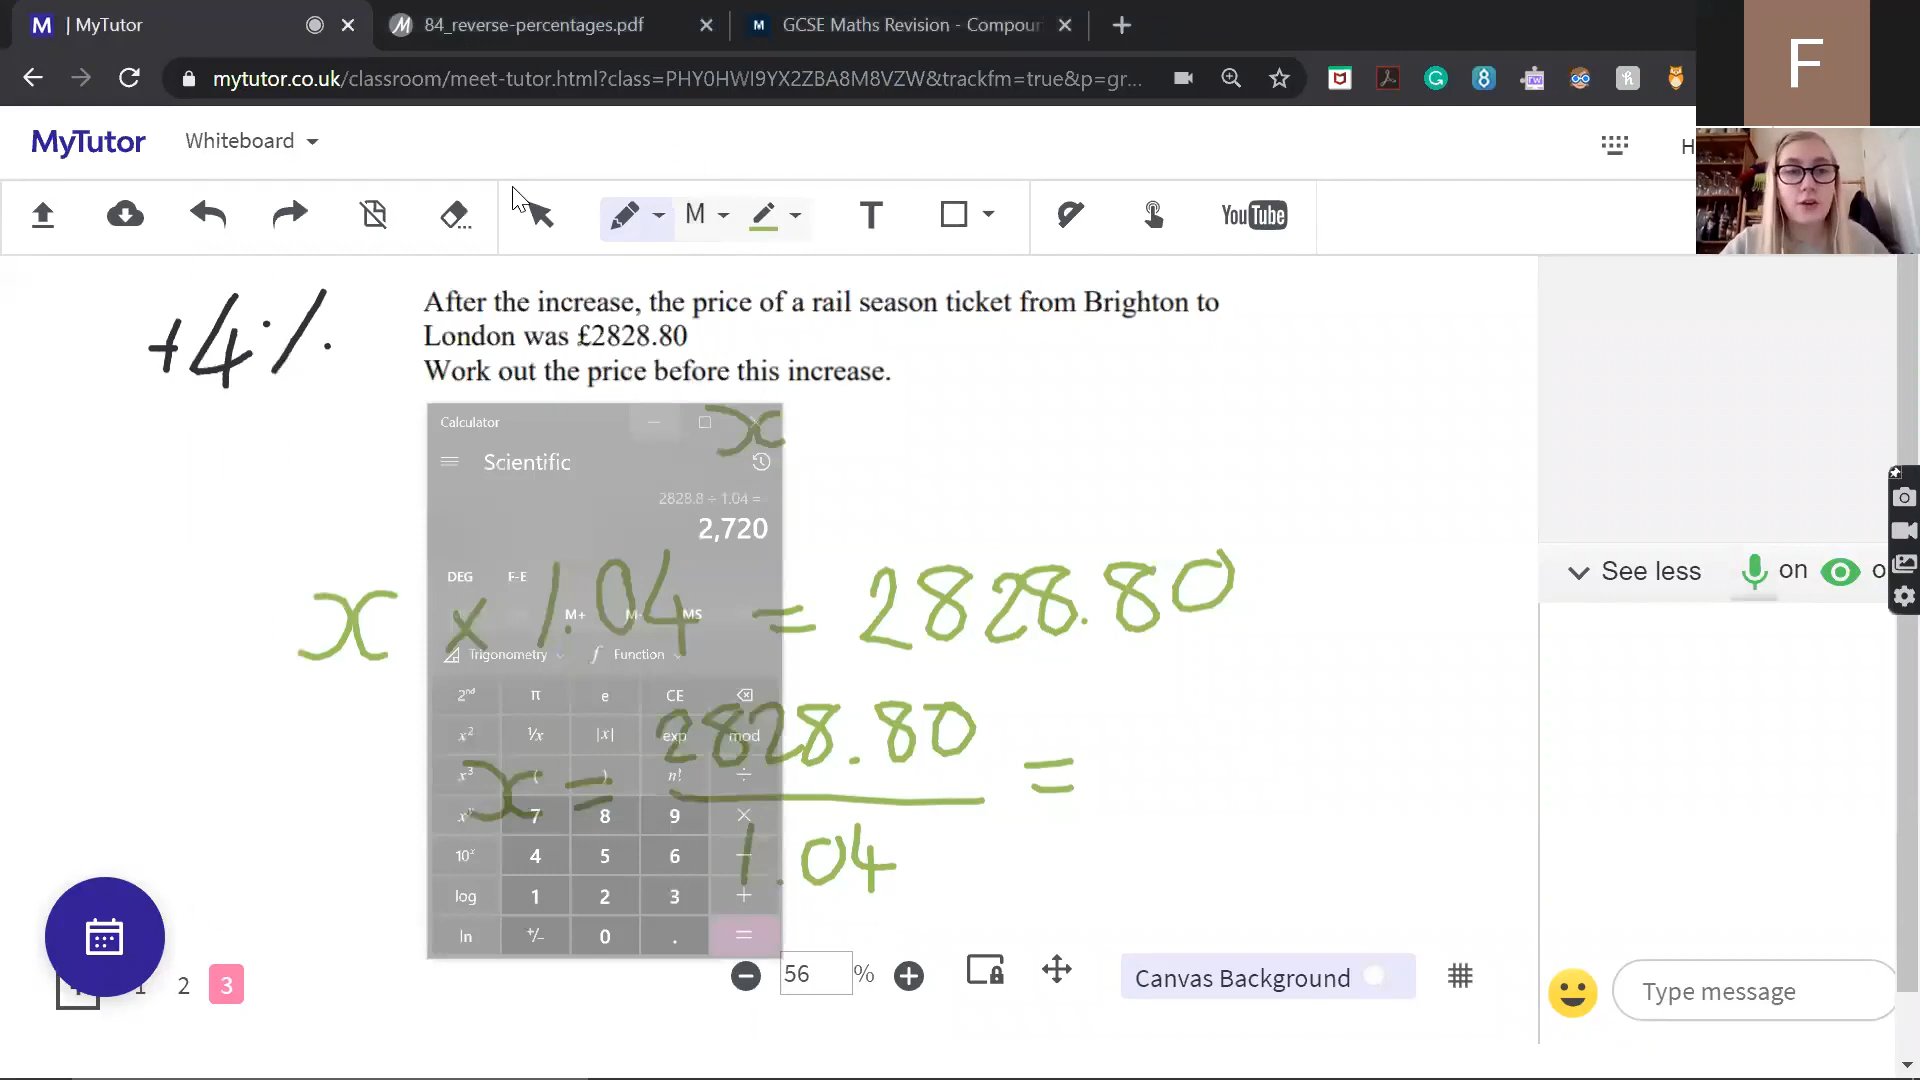 | MyTutor
84_reverse-percentages.pdf
GCSE Maths Revision - Compour
mytutor.co.uk/classroom/meet-tutor.html?class=PHY0HWI9YX2ZBA8M8VZW&trackfm=true&p=gr...
F
MyTutor
Whiteboard
H
M
T
YouTube
+4%
After the increase, the price of a rail season ticket from Brighton to
London was £2828.80
Work out the price before this increase.
Calculator
x
Scientific
2828.8 ÷ 1.04 =
2,720
DEG F-E
M+ M- MS
x × 1.04 = 2828.80
Trigonometry
Function
2nd π e CE
x² ¹/x |x| exp mod
x³ ( ) n! ÷
x = 2828.80 / 1.04 =
7 8 9 ×
10ˣ 4 5 6 −
log 1 2 3 +
ln +/− 0 . =
See less
on
o
1 2 3
56 %
Canvas Background
Type message